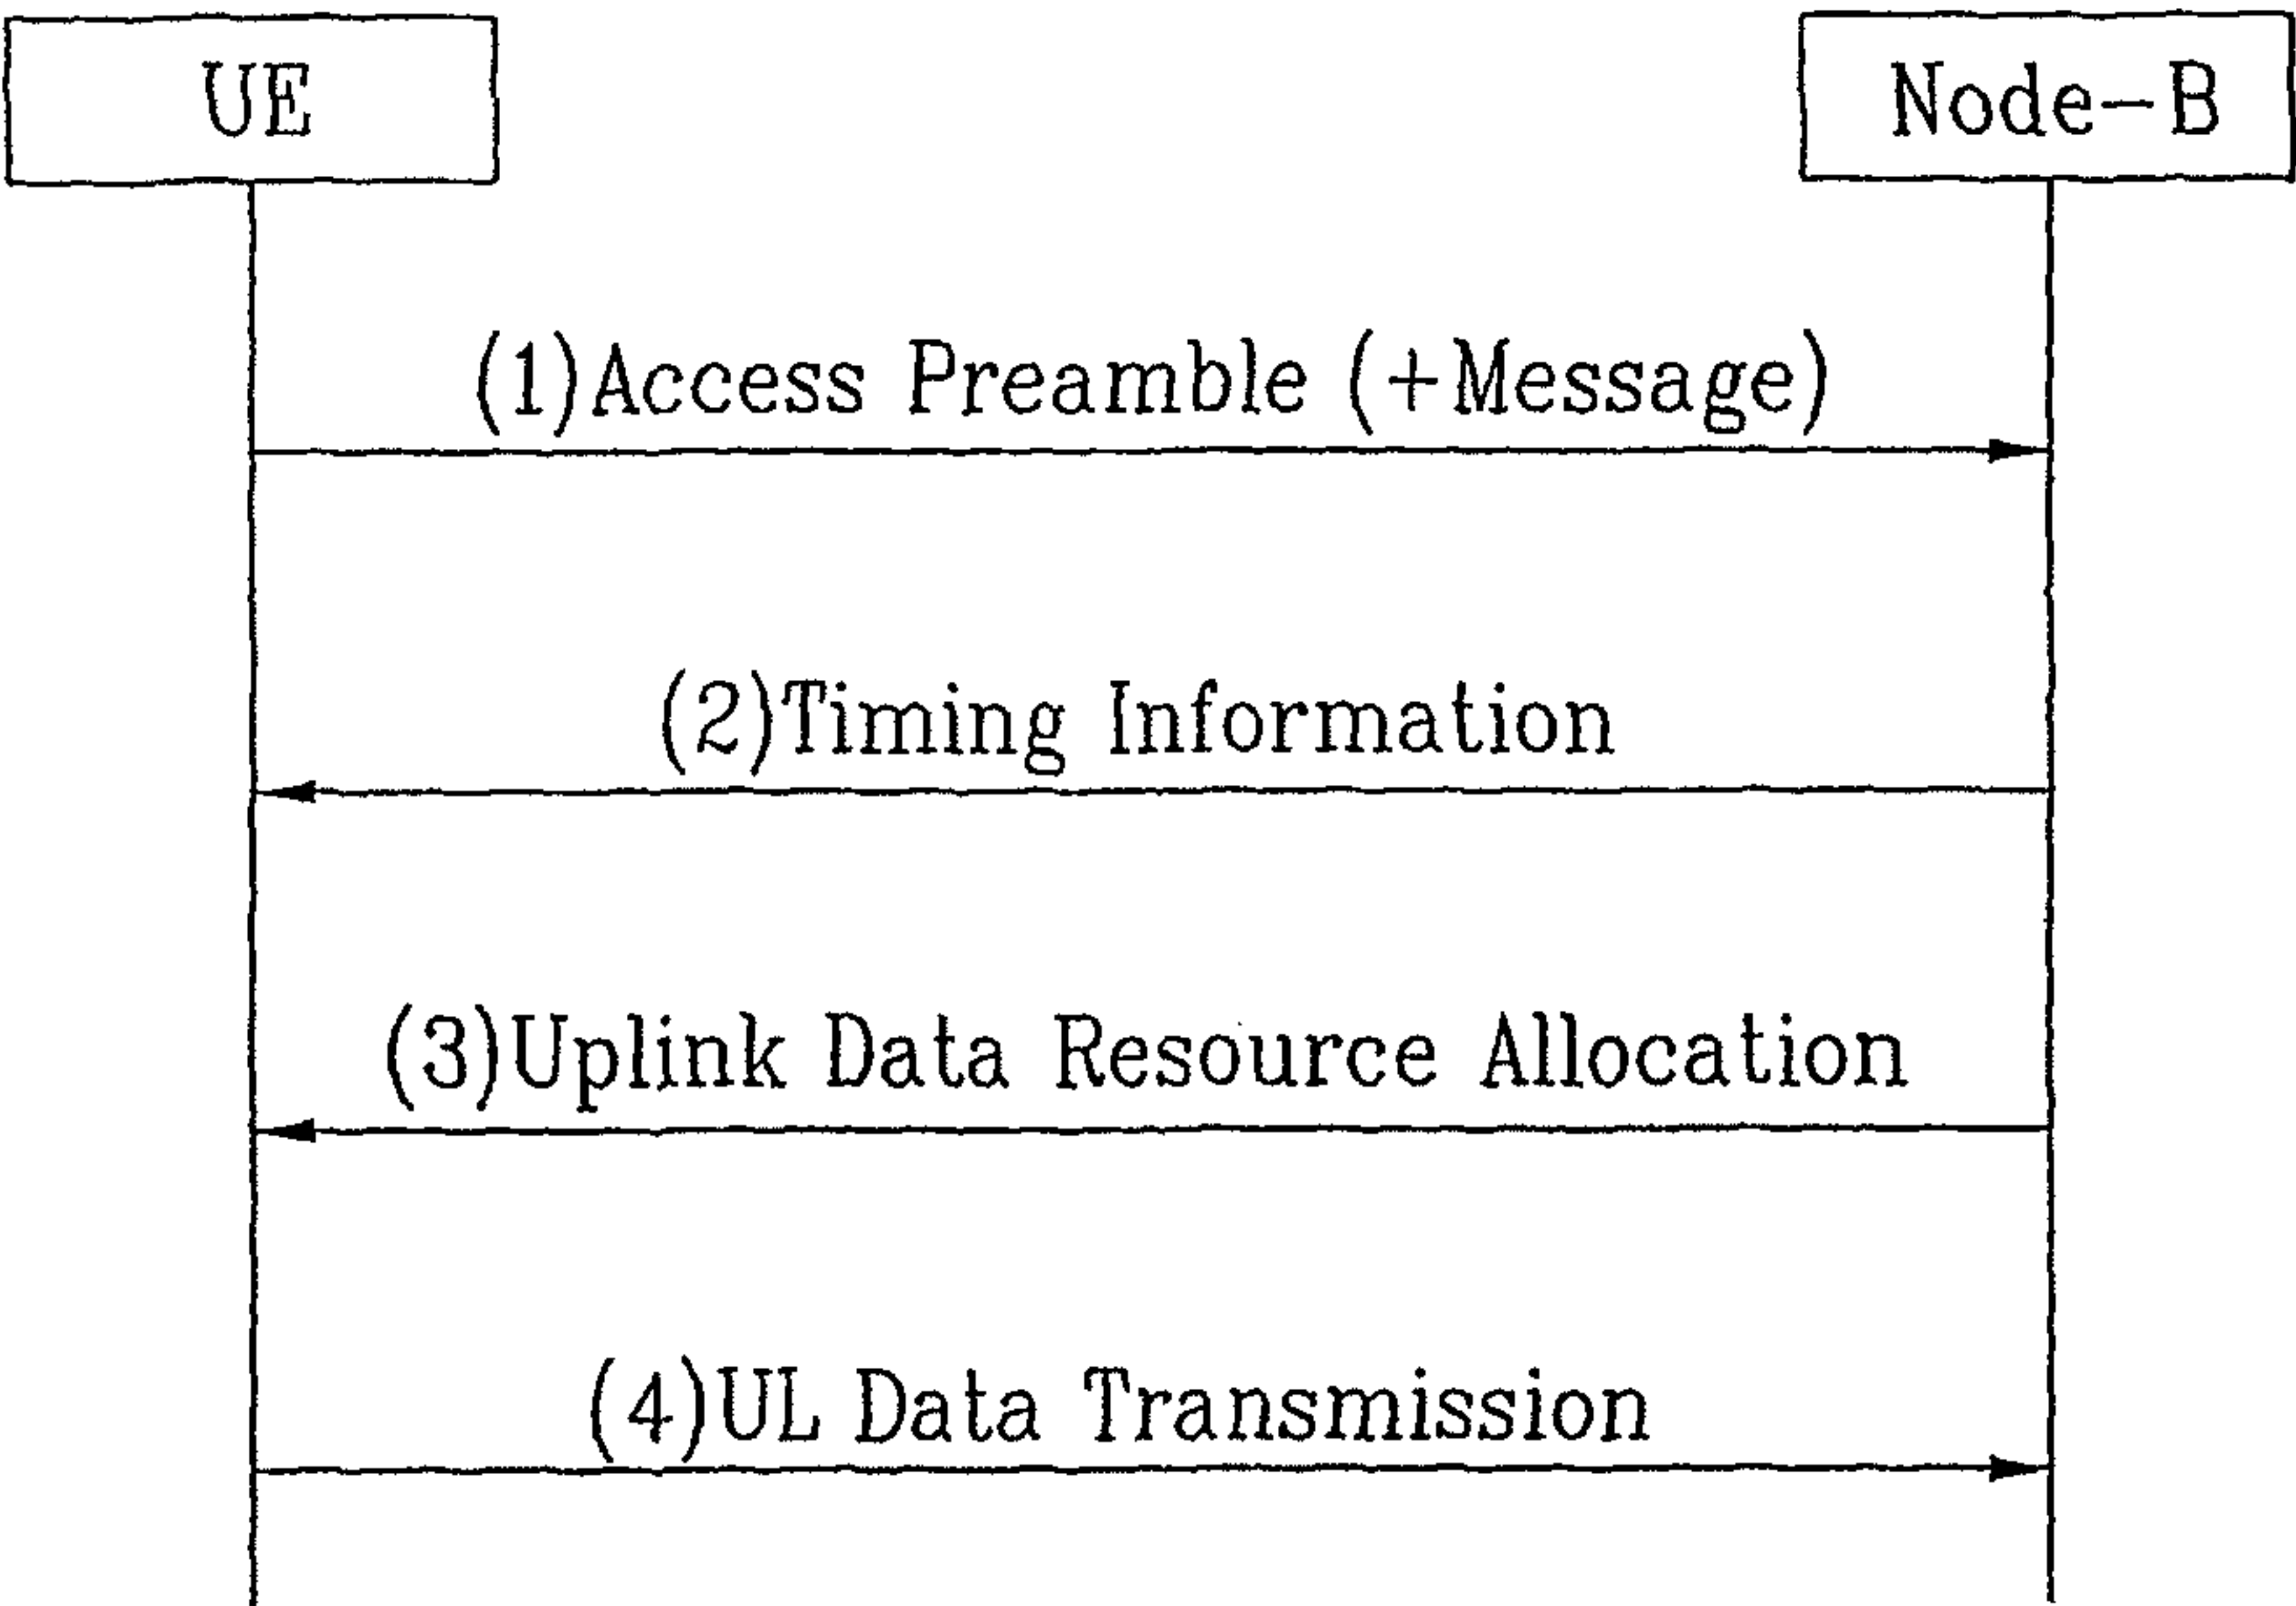 UE
Node-B
(1)Access Preamble (+Message)
(2)Timing Information
(3)Uplink Data Resource Allocation
(4)UL Data Transmission